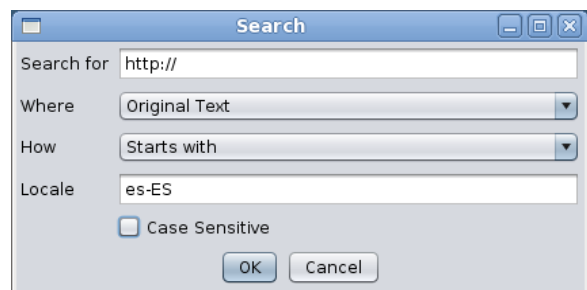 Search
Search for http://
Where Original Text
How Starts with
Locale es-ES
Case Sensitive
OK Cancel